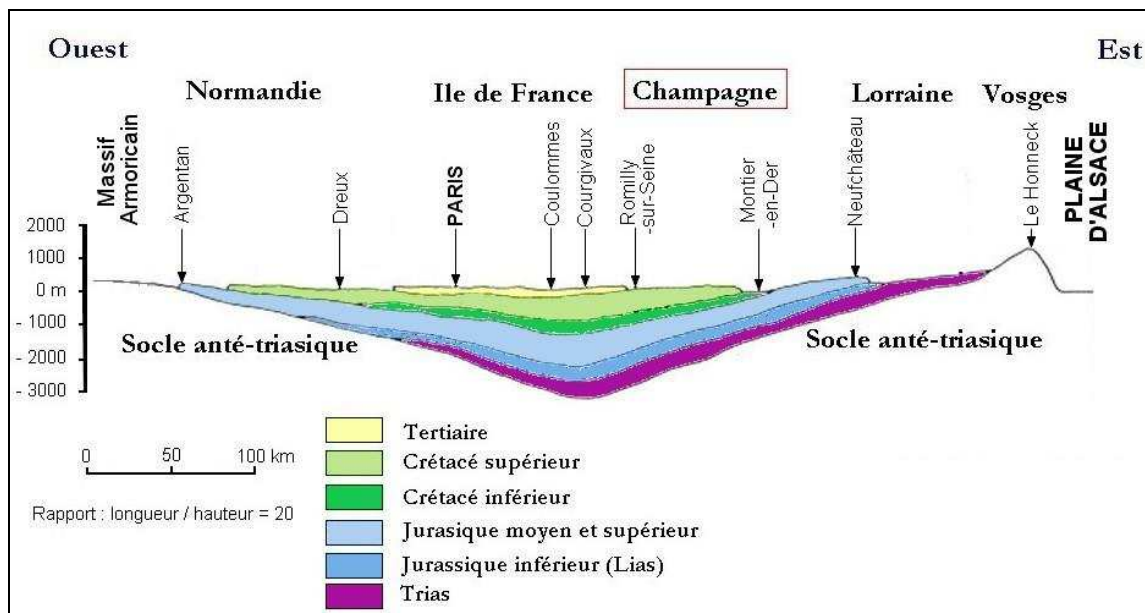 Ouest
Est
Normandie
Ile de France
Champagne
Lorraine
Vosges
Massif
Armoricain
Argentan
Dreux
PARIS
Coulommes
Courgivaux
Romilly
-sur-Seine
Montier
-en-Der
Neufchâteau
Le Honneck
PLAINE
D'ALSACE
2000
1000
0 m
- 1000
- 2000
- 3000
Socle anté-triasique
Socle anté-triasique
0 50 100 km
Rapport : longueur / hauteur = 20
Tertiaire
Crétacé supérieur
Crétacé inférieur
Jurasique moyen et supérieur
Jurassique inférieur (Lias)
Trias